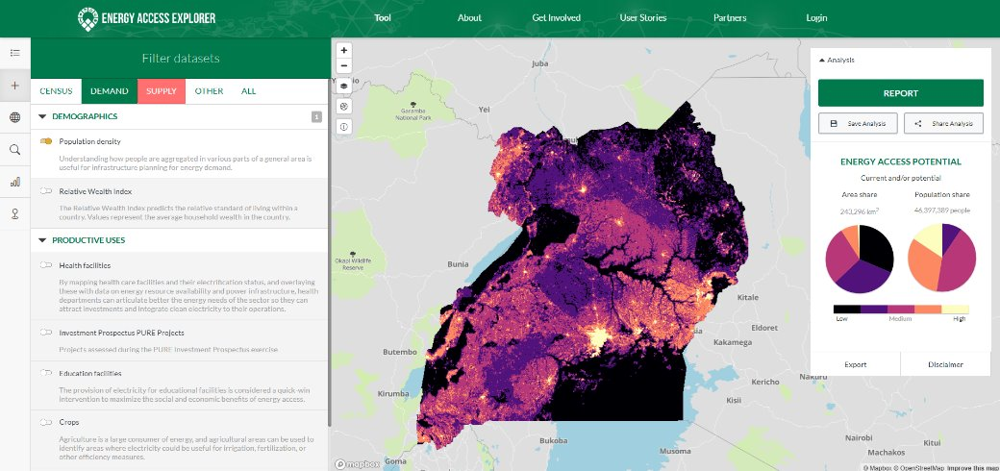 ENERGY ACCESS EXPLORER
Tool
About
Get Involved
User Stories
Partners
Login
Filter datasets
CENSUS
DEMAND
SUPPLY
OTHER
ALL
DEMOGRAPHICS
1
Population density
Understanding how people are aggregated in various parts of a general area is
useful for infrastructure planning for energy demand.
Relative Wealth Index
The Relative Wealth Index predicts the relative standard of living within a
country. Values represent the average household wealth in the country.
PRODUCTIVE USES
Health facilities
By mapping health care facilities and their electrification status, and overlaying
these with data on energy resource availability and power infrastructure, health
departments can articulate better the energy needs of the sector so they can
attract investments and integrate clean electricity to their operations.
Investment Prospectus PURE Projects
Projects assessed during the PURE Investment Prospectus exercise
Education facilities
The provision of electricity for educational facilities is considered a quick-win
intervention to maximize the social and economic benefits of energy access.
Crops
Agriculture is a large consumer of energy, and agricultural areas can be used to
identify areas where electricity could be useful for irrigation, fertilization, or
other efficiency measures.
Juba
Yei
Garamba
National Park
Okapi Wildlife
Reserve
Bunia
Butembo
Kirumba
Goma
Bukoba
Musoma
Kitale
Eldoret
Kakamega
Kericho
Nakuru
Kisii
Nairobi
Machakos
Kitui
mapbox
© Mapbox © OpenStreetMap Improve this map
Analysis
REPORT
Save Analysis
Share Analysis
ENERGY ACCESS POTENTIAL
Current and/or potential
Area share
Population share
243,296 km²
46,397,389 people
Low
Medium
High
Export
Disclaimer